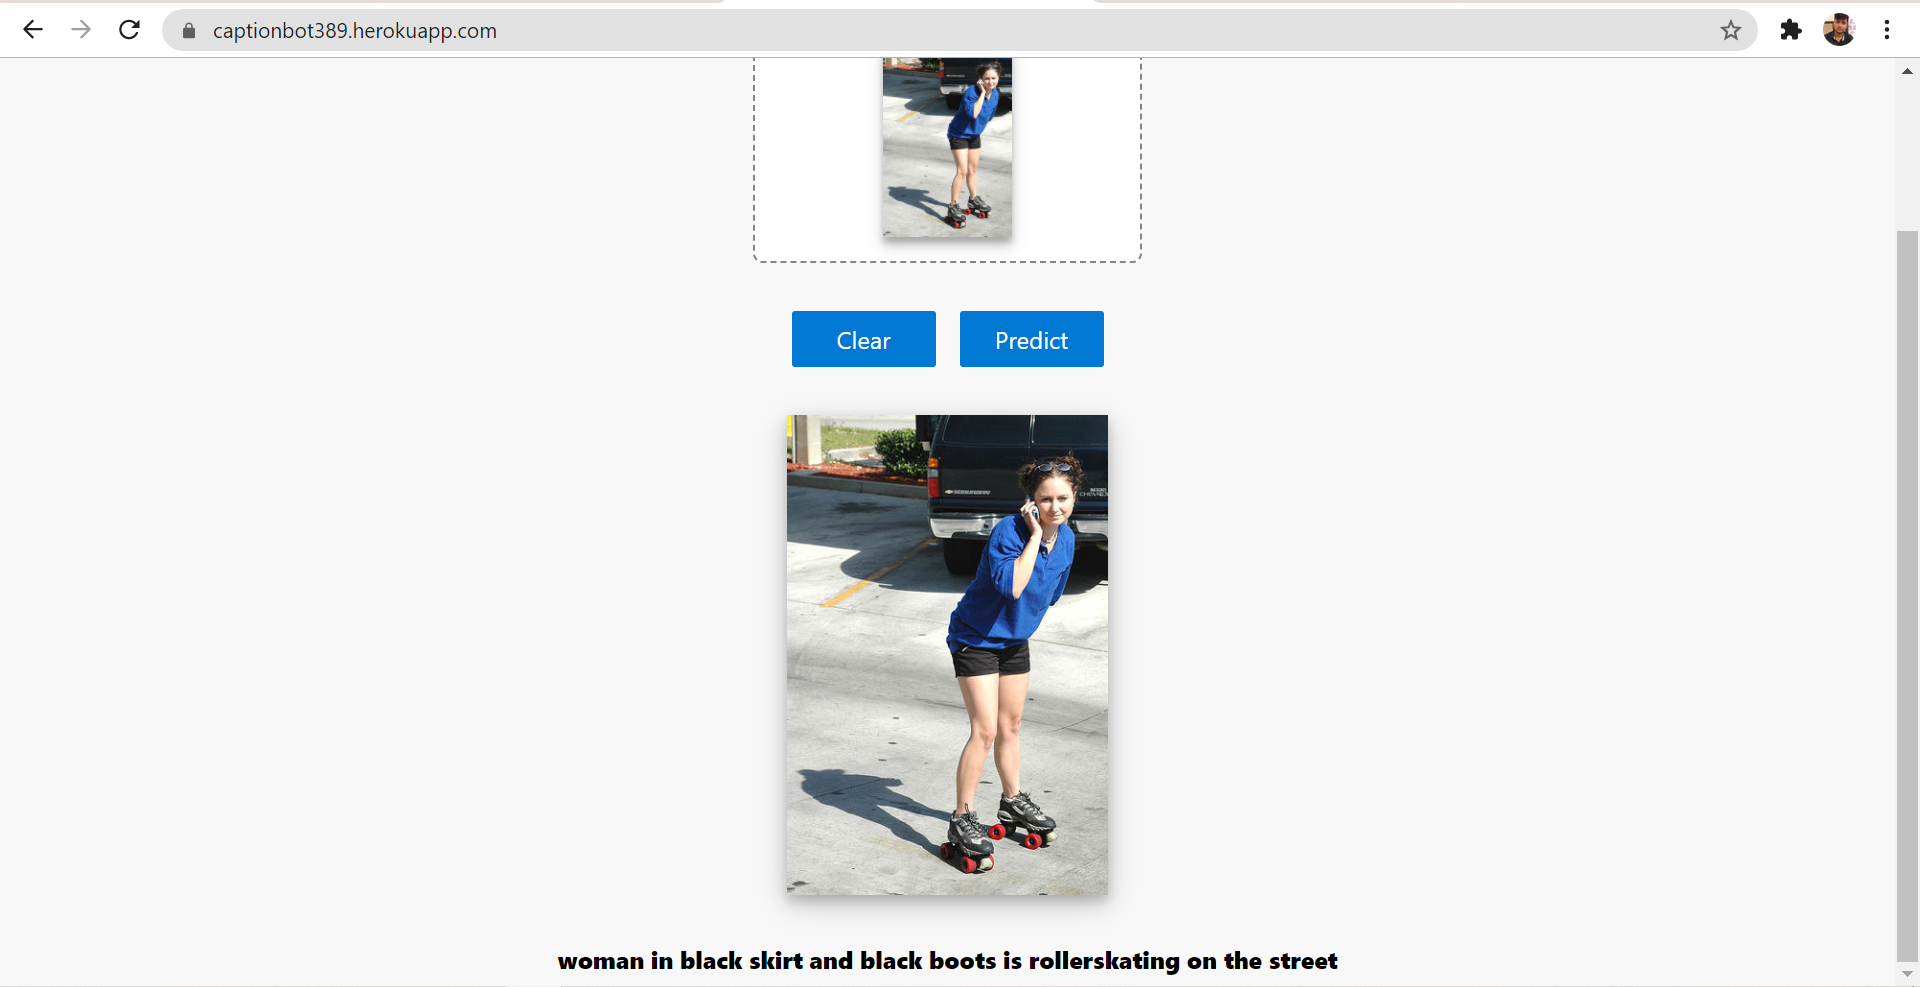 captionbot389.herokuapp.com
Clear
Predict
woman in black skirt and black boots is rollerskating on the street